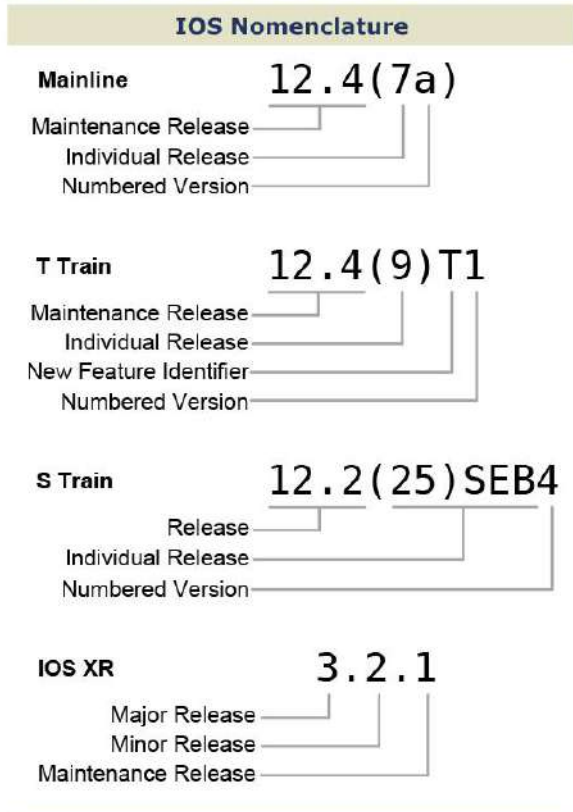 IOS Nomenclature
Mainline 12.4(7a)
Maintenance Release
Individual Release
Numbered Version
T Train 12.4(9)T1
Maintenance Release
Individual Release
New Feature Identifier
Numbered Version
S Train 12.2(25)SEB4
Release
Individual Release
Numbered Version
IOS XR 3.2.1
Major Release
Minor Release
Maintenance Release